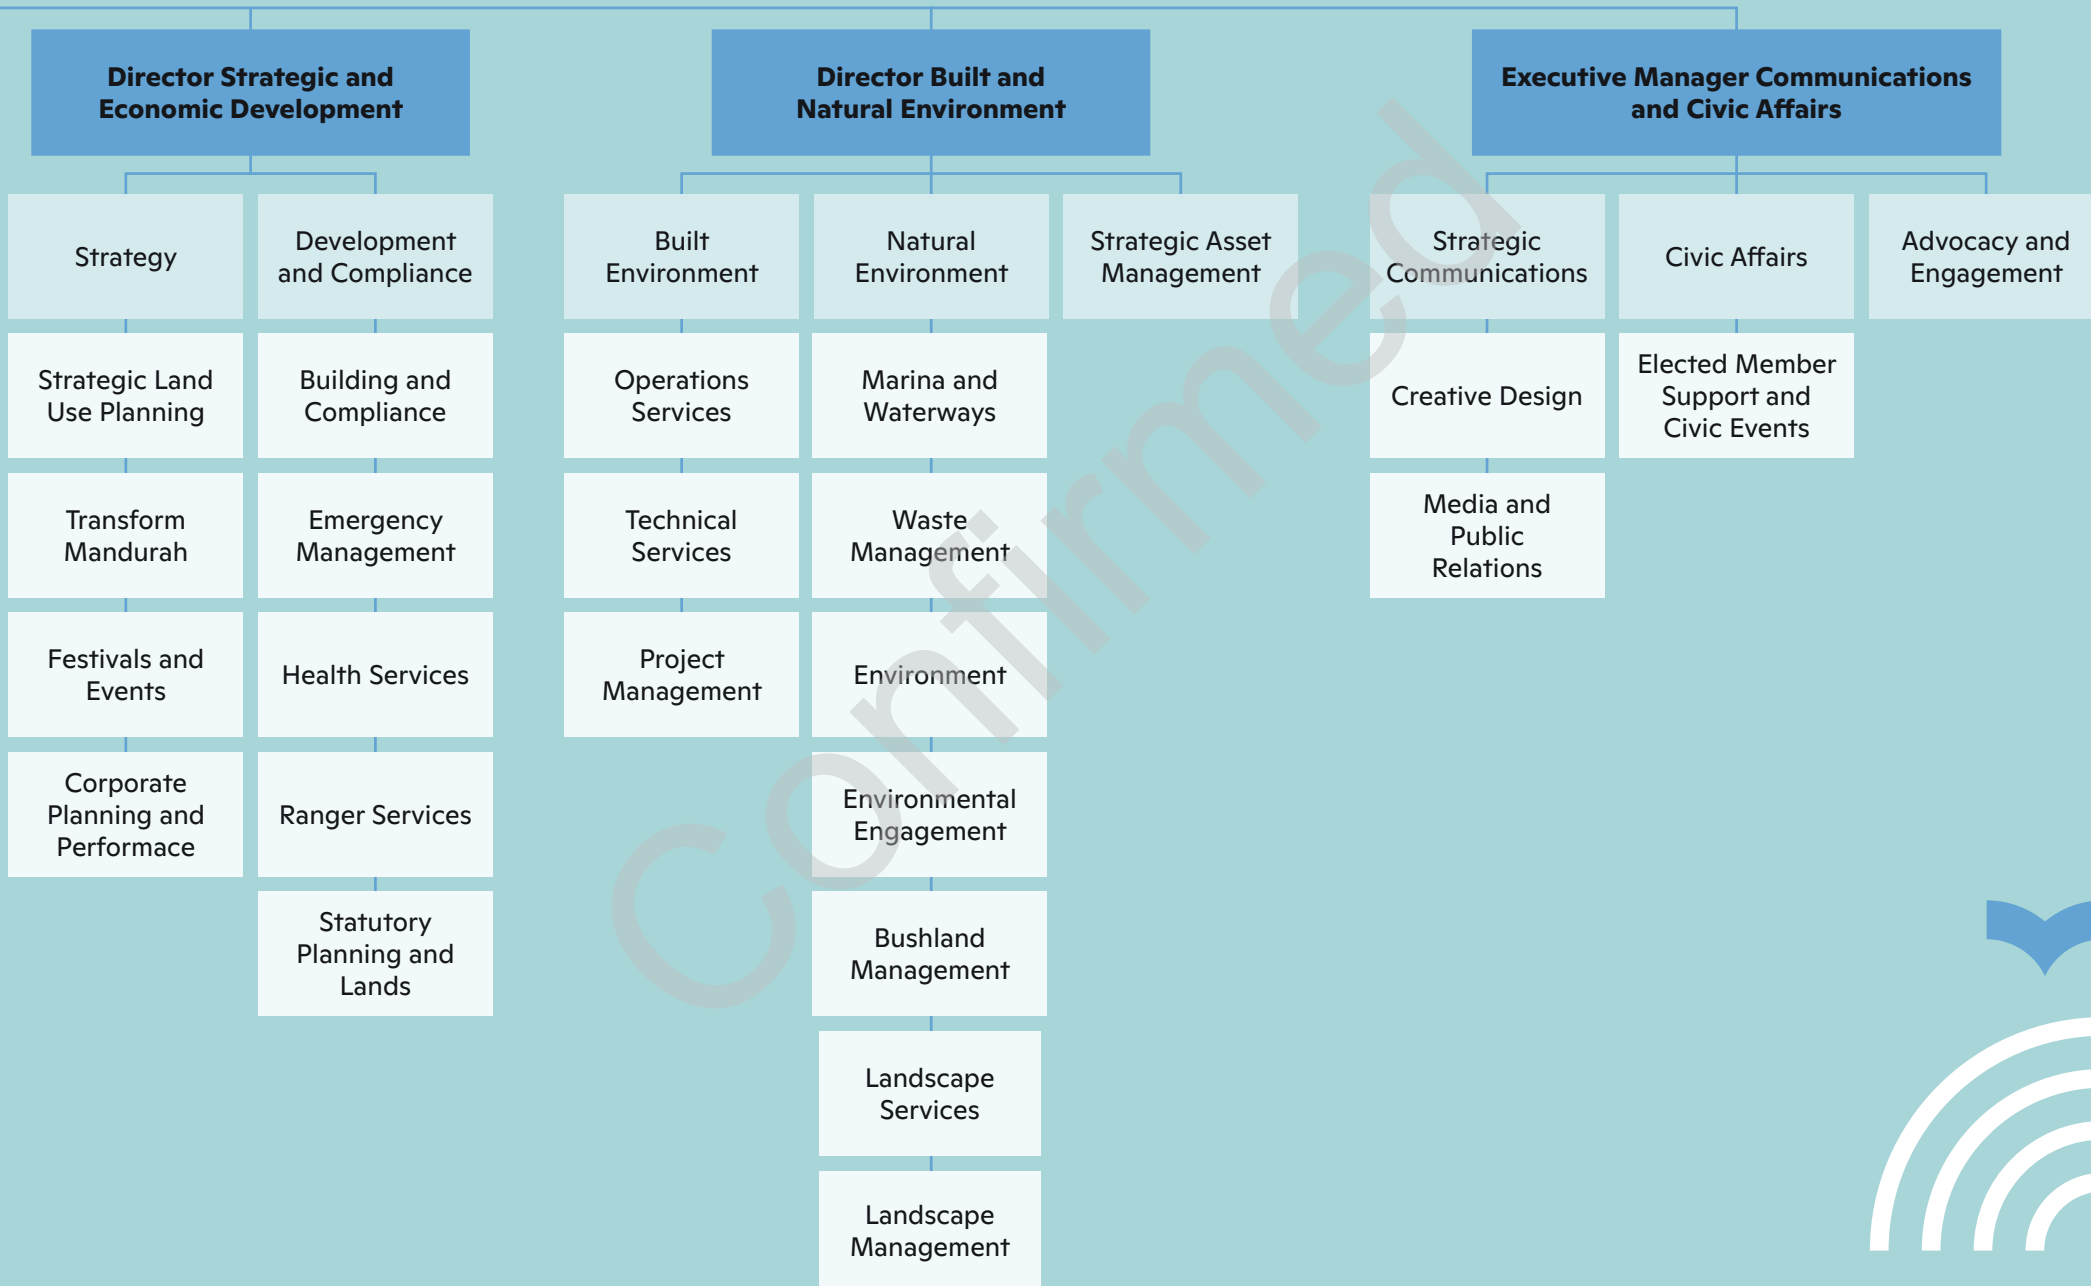 Director Strategic and
Economic Development
Strategy
Strategic Land
Use Planning
Transform
Mandurah
Festivals and
Events
Corporate
Planning and
Performace
Development
and Compliance
Building and
Compliance
Emergency
Management
Health Services
Ranger Services
Statutory
Planning and
Lands
Director Built and
Natural Environment
Built
Environment
Operations
Services
Technical
Services
Project
Management
Natural
Environment
Marina and
Waterways
Waste
Management
Environment
Environmental
Engagement
Bushland
Management
Landscape
Services
Landscape
Management
Strategic Asset
Management
Executive Manager Communications
and Civic Affairs
Strategic
Communications
Creative Design
Media and
Public
Relations
Civic Affairs
Elected Member
Support and
Civic Events
Advocacy and
Engagement
Confirmed